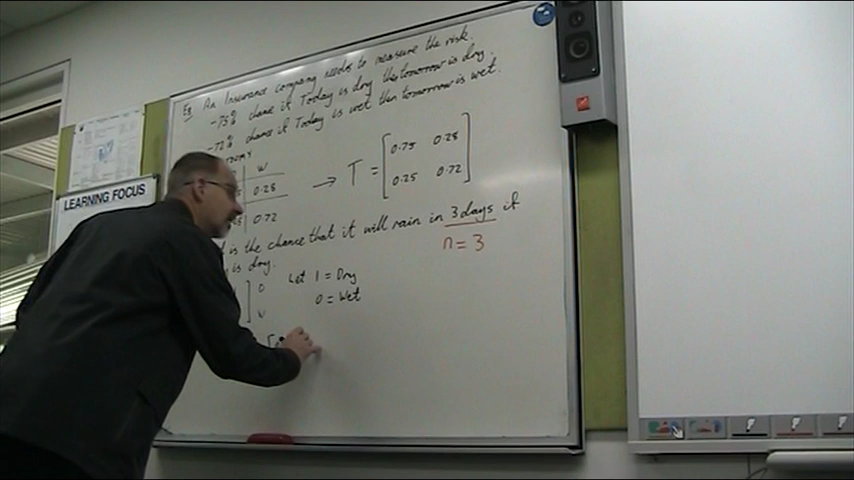 Ex An Insurance company needs to measure the risk.
-75% chance if Today is dry then tomorrow is dry.
-72% chance if Today is wet then tomorrow is wet.
W
0.28
0.72
→ T = [0.75 0.28
0.25 0.72]
is the chance that it will rain in 3 days if
is dry.
n = 3
Let 1 = Dry
0 = Wet
LEARNING FOCUS